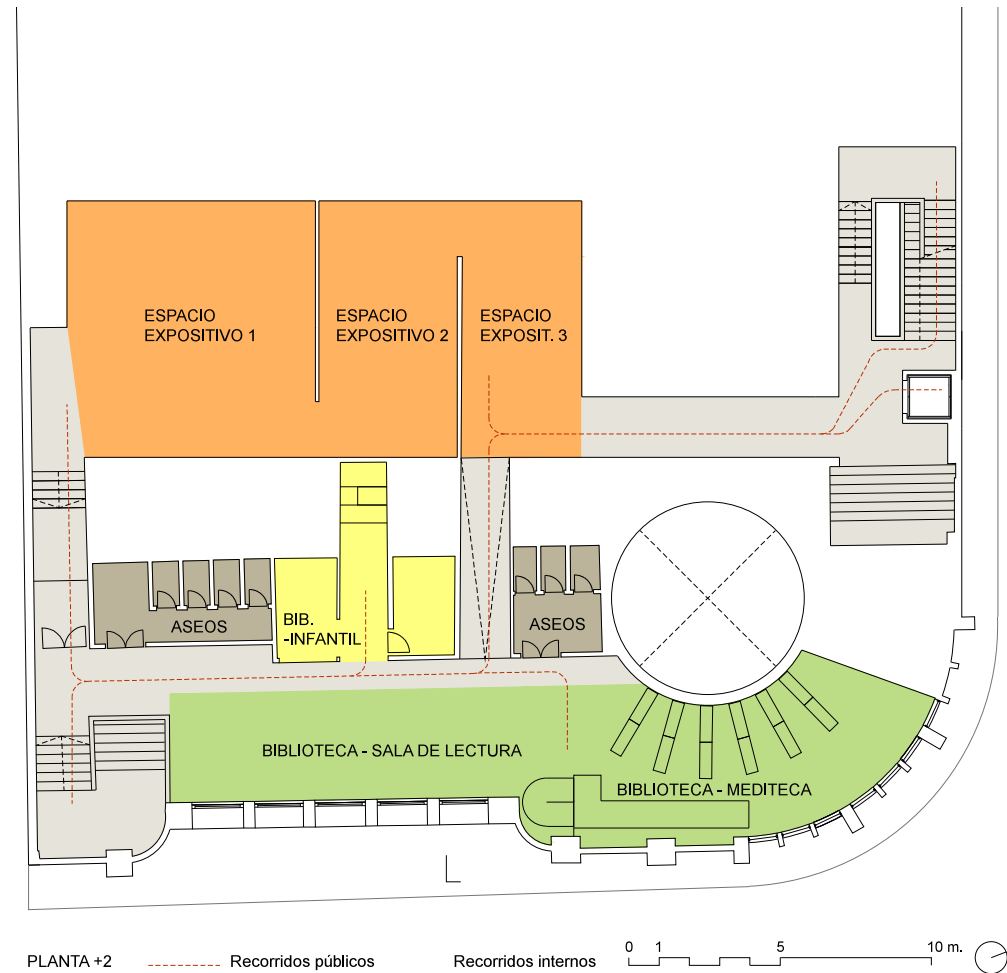 ESPACIO
EXPOSITIVO 1
ESPACIO
EXPOSITIVO 2
ESPACIO
EXPOSIT. 3
ASEOS
BIB.
-INFANTIL
ASEOS
BIBLIOTECA - SALA DE LECTURA
BIBLIOTECA - MEDITECA
PLANTA +2
Recorridos públicos
Recorridos internos
0 1 5 10 m.